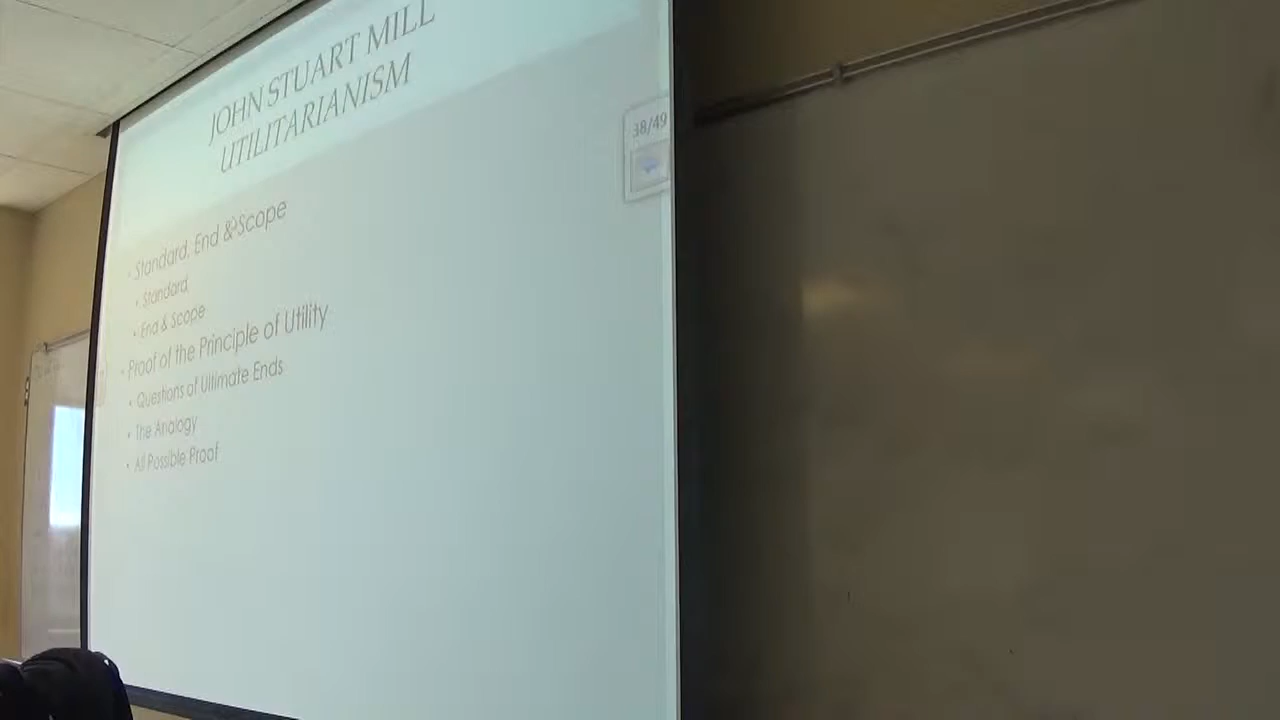 JOHN STUART MILL
UTILITARIANISM
38/49
• Standard, End & Scope
• Standard
• End & Scope
• Proof of the Principle of Utility
• Questions of Ultimate Ends
• The Analogy
• All Possible Proof